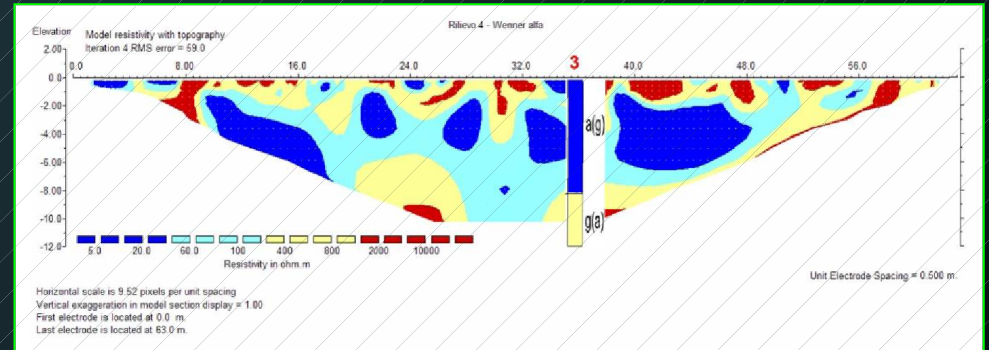 Rilievo 4 - Wenner alfa
Elevation
Model resistivity with topography
Iteration 4 RMS error = 59.0
2.00
0.0
-2.00
-4.00
-6.00
-8.00
-10.0
-12.0
0.0 8.00 16.0 24.0 32.0 40.0 48.0 56.0
3
a(g)
g(a)
5.0 20.0 60.0 100 400 800 2000 10000
Resistivity in ohm.m
Unit Electrode Spacing = 0.500 m.
Horizontal scale is 9.52 pixels per unit spacing
Vertical exaggeration in model section display = 1.00
First electrode is located at 0.0 m.
Last electrode is located at 63.0 m.